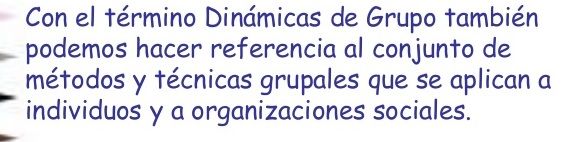 Con el término Dinámicas de Grupo también
podemos hacer referencia al conjunto de
métodos y técnicas grupales que se aplican a
individuos y a organizaciones sociales.